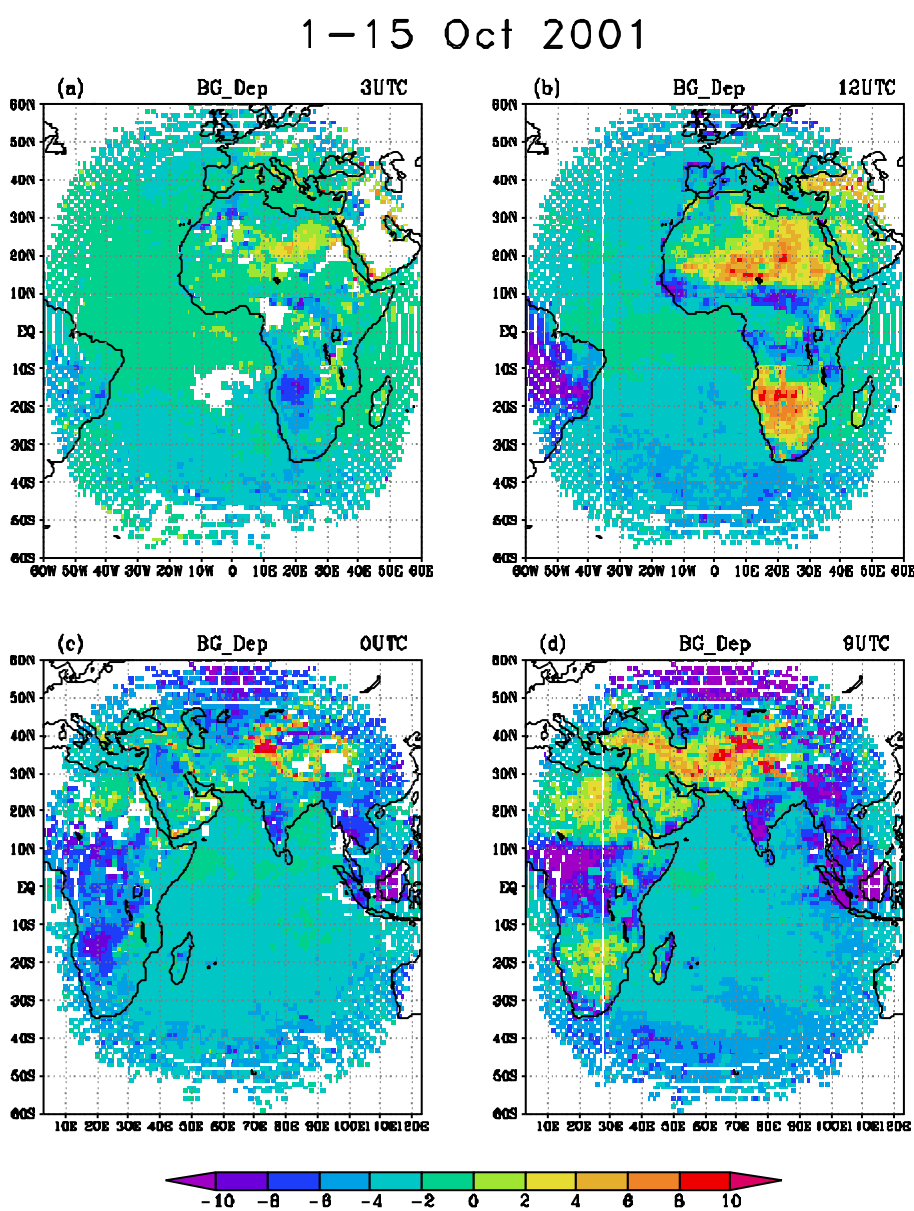 1-15 Oct 2001
(a) BG_Dep 3UTC
(b) BG_Dep 12UTC
60N
50N
40N
30N
20N
10N
EQ
10S
20S
30S
40S
50S
60S
60W 50W 40W 30W 20W 10W 0 10E 20E 30E 40E 50E 60E
60N
50N
40N
30N
20N
10N
EQ
10S
20S
30S
40S
50S
60S
60W 50W 40W 30W 20W 10W 0 10E 20E 30E 40E 50E 60E
(c) BG_Dep 0UTC
(d) BG_Dep 9UTC
60N
50N
40N
30N
20N
10N
EQ
10S
20S
30S
40S
50S
60S
10E 20E 30E 40E 50E 60E 70E 80E 90E 100E 110E 120E
60N
50N
40N
30N
20N
10N
EQ
10S
20S
30S
40S
50S
60S
10E 20E 30E 40E 50E 60E 70E 80E 90E 100E 110E 120E
-10 -8 -6 -4 -2 0 2 4 6 8 10